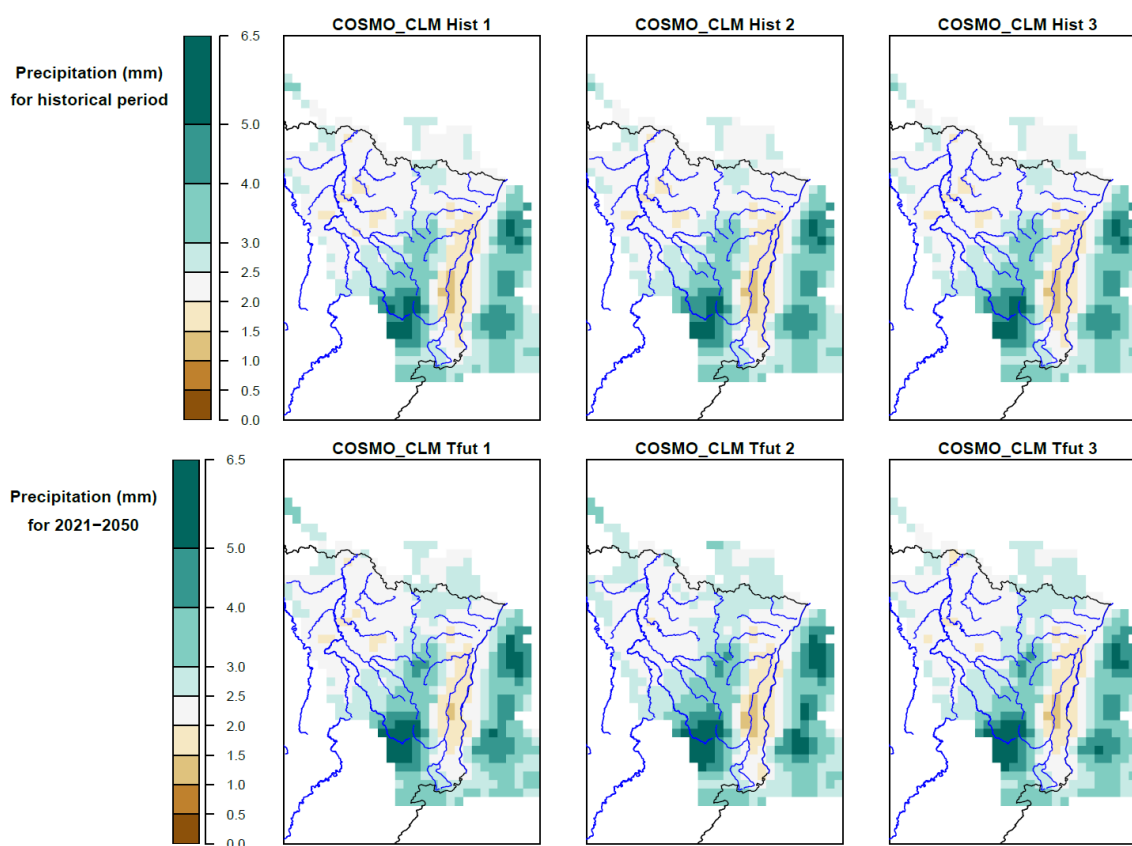 COSMO_CLM Hist 1
COSMO_CLM Hist 2
COSMO_CLM Hist 3
Precipitation (mm)
for historical period
6.5
5.0
4.0
3.0
2.5
2.0
1.5
1.0
0.5
0.0
COSMO_CLM Tfut 1
COSMO_CLM Tfut 2
COSMO_CLM Tfut 3
Precipitation (mm)
for 2021−2050
6.5
5.0
4.0
3.0
2.5
2.0
1.5
1.0
0.5
0.0